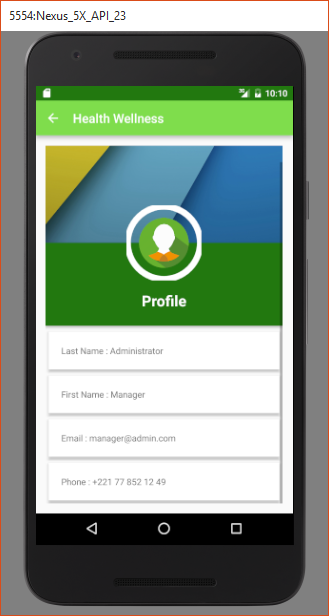 5554:Nexus_5X_API_23
10:10
Health Wellness
Profile
Last Name : Administrator
First Name : Manager
Email : manager@admin.com
Phone : +221 77 852 12 49